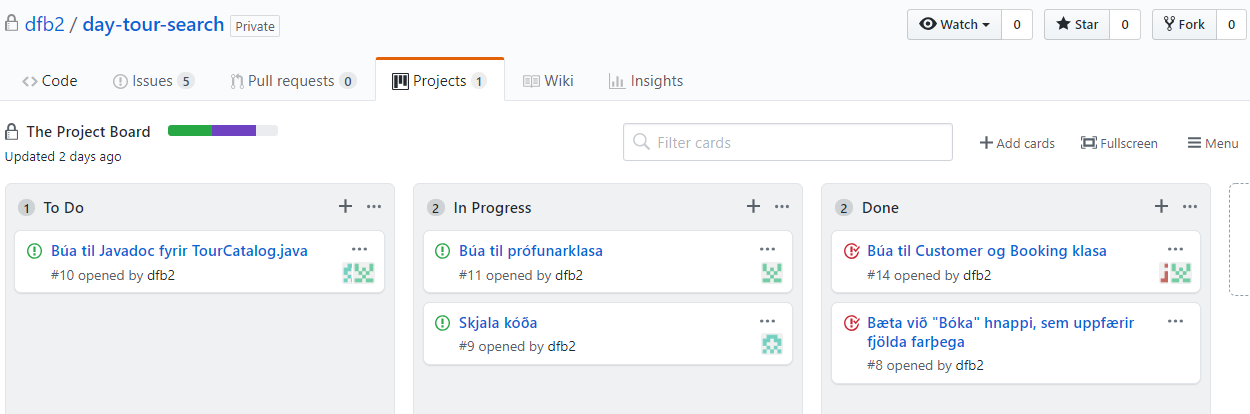 dfb2 / day-tour-search Private
Watch 0 Star 0 Fork 0
Code Issues 5 Pull requests 0 Projects 1 Wiki Insights
The Project Board
Updated 2 days ago
Filter cards
Add cards Fullscreen Menu
1 To Do
Búa til Javadoc fyrir TourCatalog.java
#10 opened by dfb2
2 In Progress
Búa til prófunarklasa
#11 opened by dfb2
Skjala kóða
#9 opened by dfb2
2 Done
Búa til Customer og Booking klasa
#14 opened by dfb2
Bæta við "Bóka" hnappi, sem uppfærir
fjölda farþega
#8 opened by dfb2